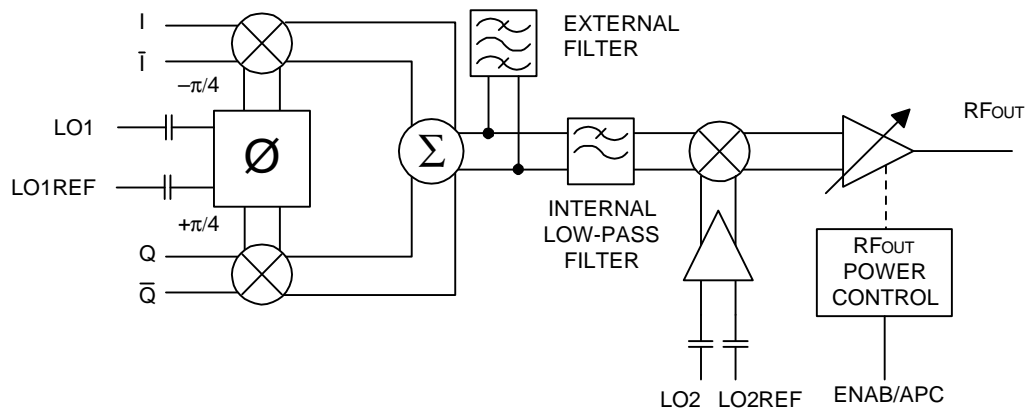 I
EXTERNAL
FILTER
Ī
−π/4
RFOUT
LO1
Ø
Σ
LO1REF
+π/4
INTERNAL
LOW-PASS
FILTER
Q
RFOUT
POWER
CONTROL
Q̄
LO2 LO2REF
ENAB/APC